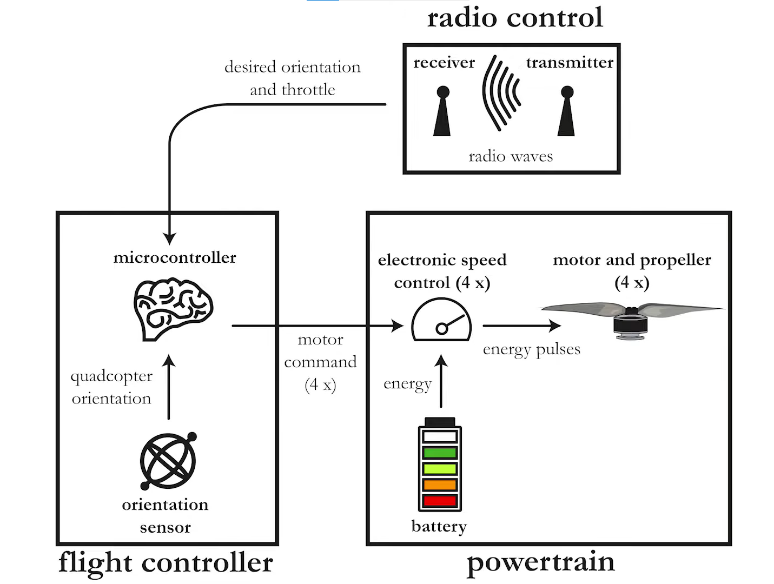 radio control
receiver
transmitter
radio waves
desired orientation
and throttle
microcontroller
quadcopter
orientation
orientation
sensor
flight controller
motor
command
(4 x)
electronic speed
control (4 x)
motor and propeller
(4 x)
energy pulses
energy
battery
powertrain